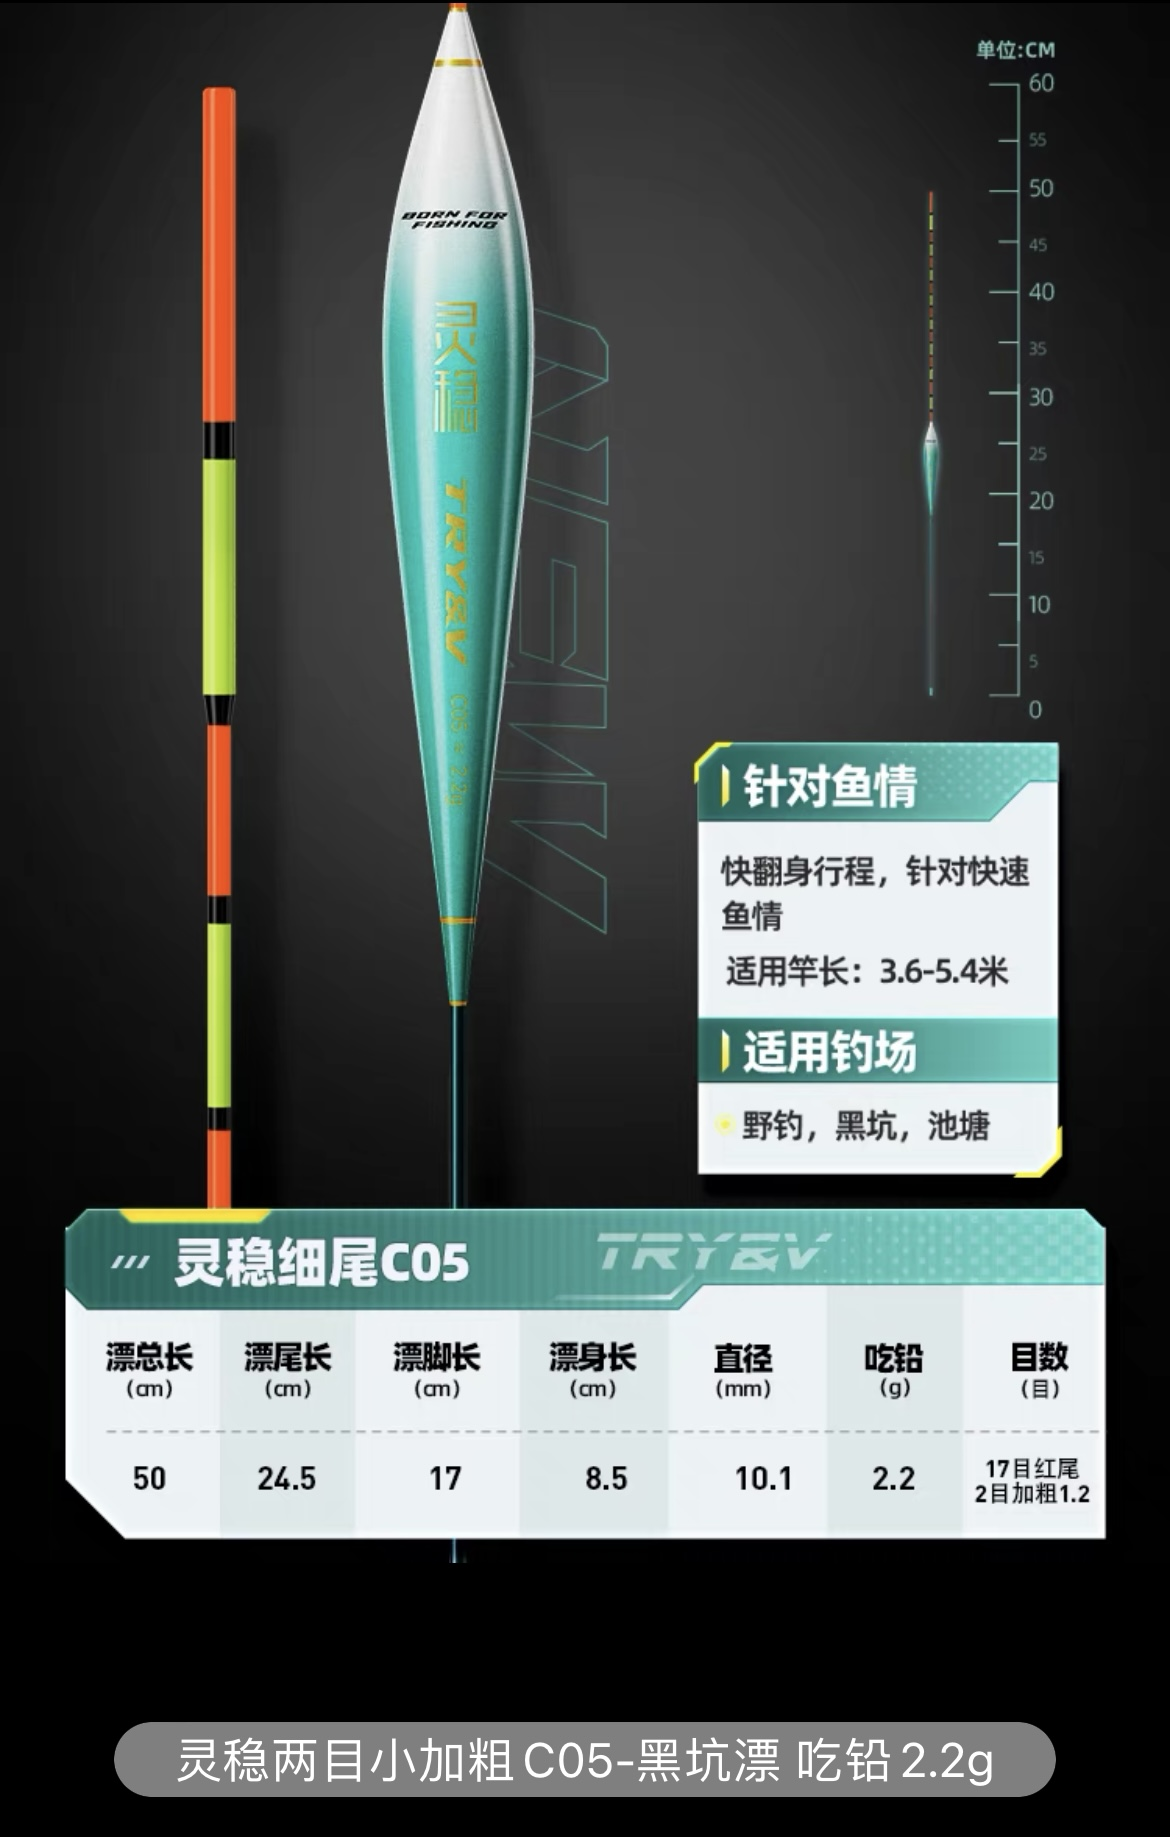 单位:CM
60
55
50
45
40
35
30
25
20
15
10
5
0
BORN FOR
FISHING
灵稳
TRY&V
C05
2.2g
NEW
针对鱼情
快翻身行程，针对快速
鱼情
适用竿长：3.6-5.4米
适用钓场
野钓，黑坑，池塘
灵稳细尾C05
TRY&V
漂总长 漂尾长 漂脚长 漂身长 直径 吃铅 目数
(cm) (cm) (cm) (cm) (mm) (g) (目)
50 24.5 17 8.5 10.1 2.2 17目红尾
2目加粗1.2
灵稳两目小加粗C05-黑坑漂 吃铅2.2g